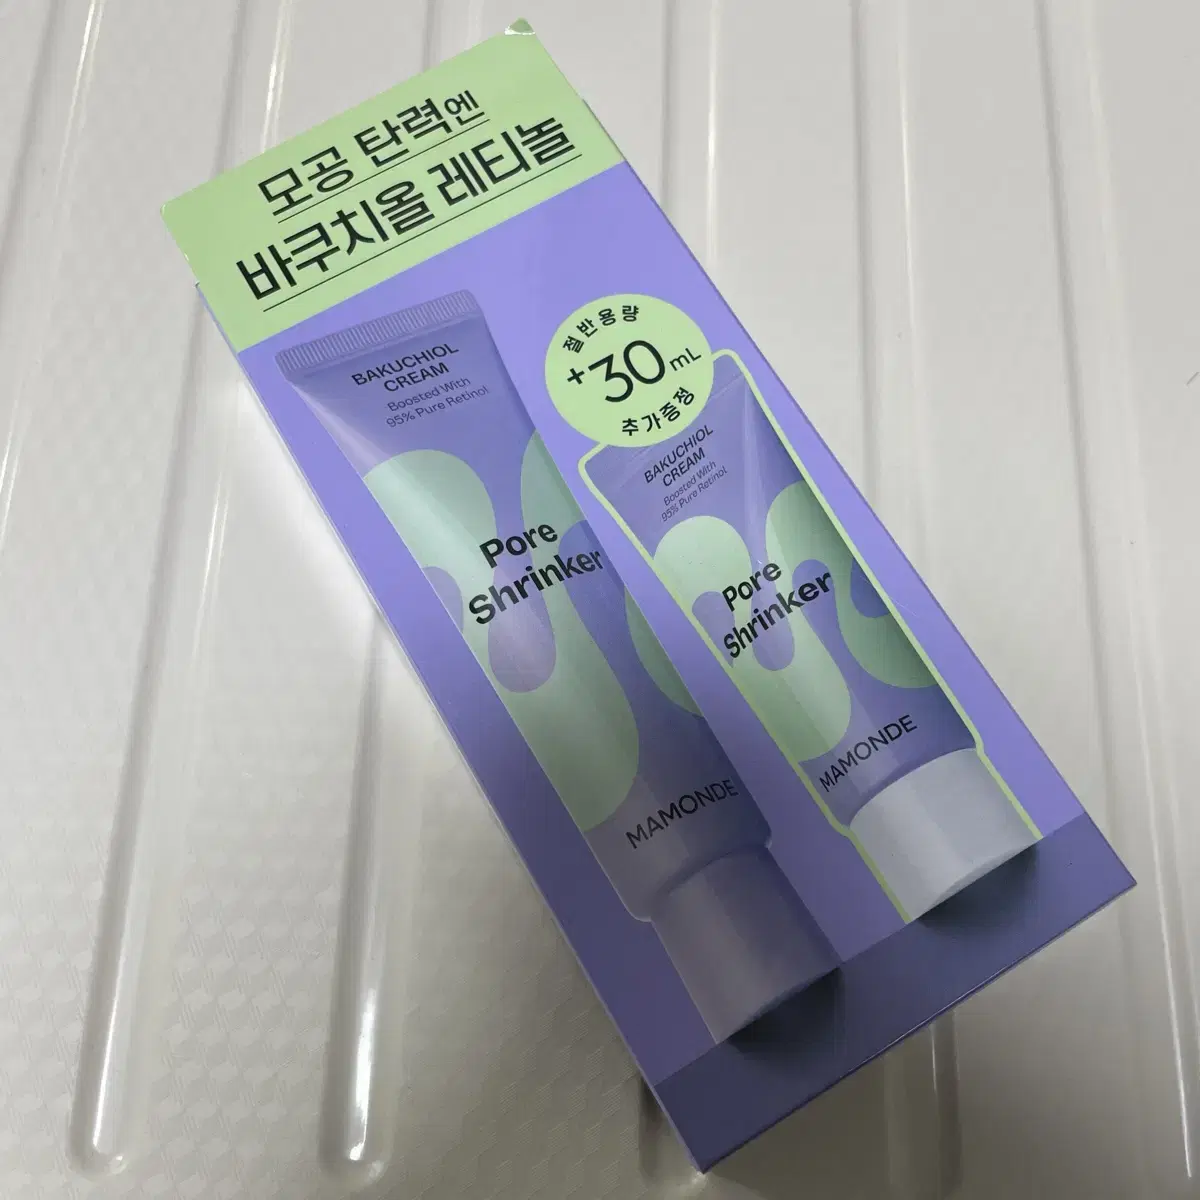 모공 탄력엔
바쿠치올 레티놀
절반용량
+30mL
추가증정
BAKUCHIOL
CREAM
Boosted With
95% Pure Retinol
Pore
Shrinker
MAMONDE
BAKUCHIOL
CREAM
Boosted With
95% Pure Retinol
Pore
Shrinker
MAMONDE